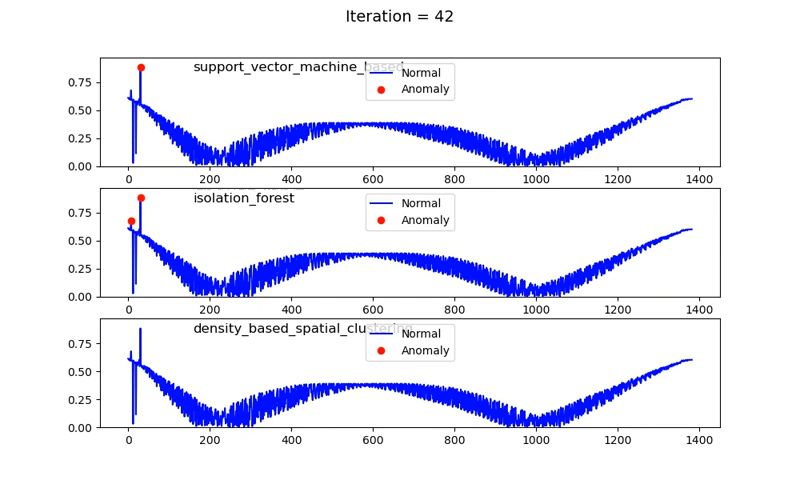 Iteration = 42
support_vector_machine_based
Normal
Anomaly
0.75
0.50
0.25
0.00
0 200 400 600 800 1000 1200 1400
isolation_forest
Normal
Anomaly
0.75
0.50
0.25
0.00
0 200 400 600 800 1000 1200 1400
density_based_spatial_clustering
Normal
Anomaly
0.75
0.50
0.25
0.00
0 200 400 600 800 1000 1200 1400